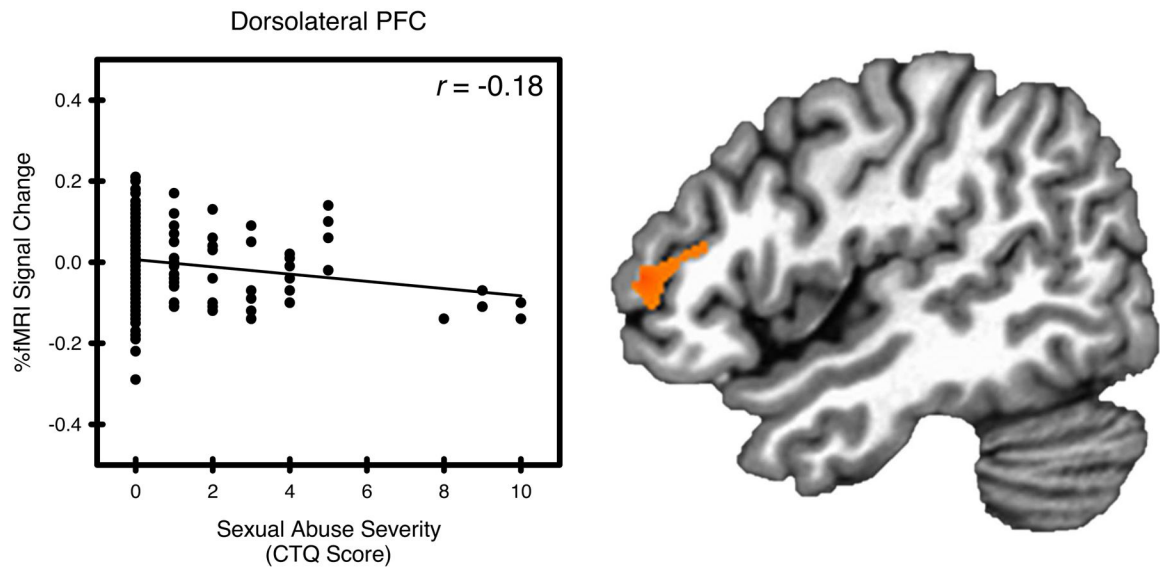 Dorsolateral PFC
r = -0.18
%fMRI Signal Change
0.4
0.2
0.0
-0.2
-0.4
0 2 4 6 8 10
Sexual Abuse Severity
(CTQ Score)